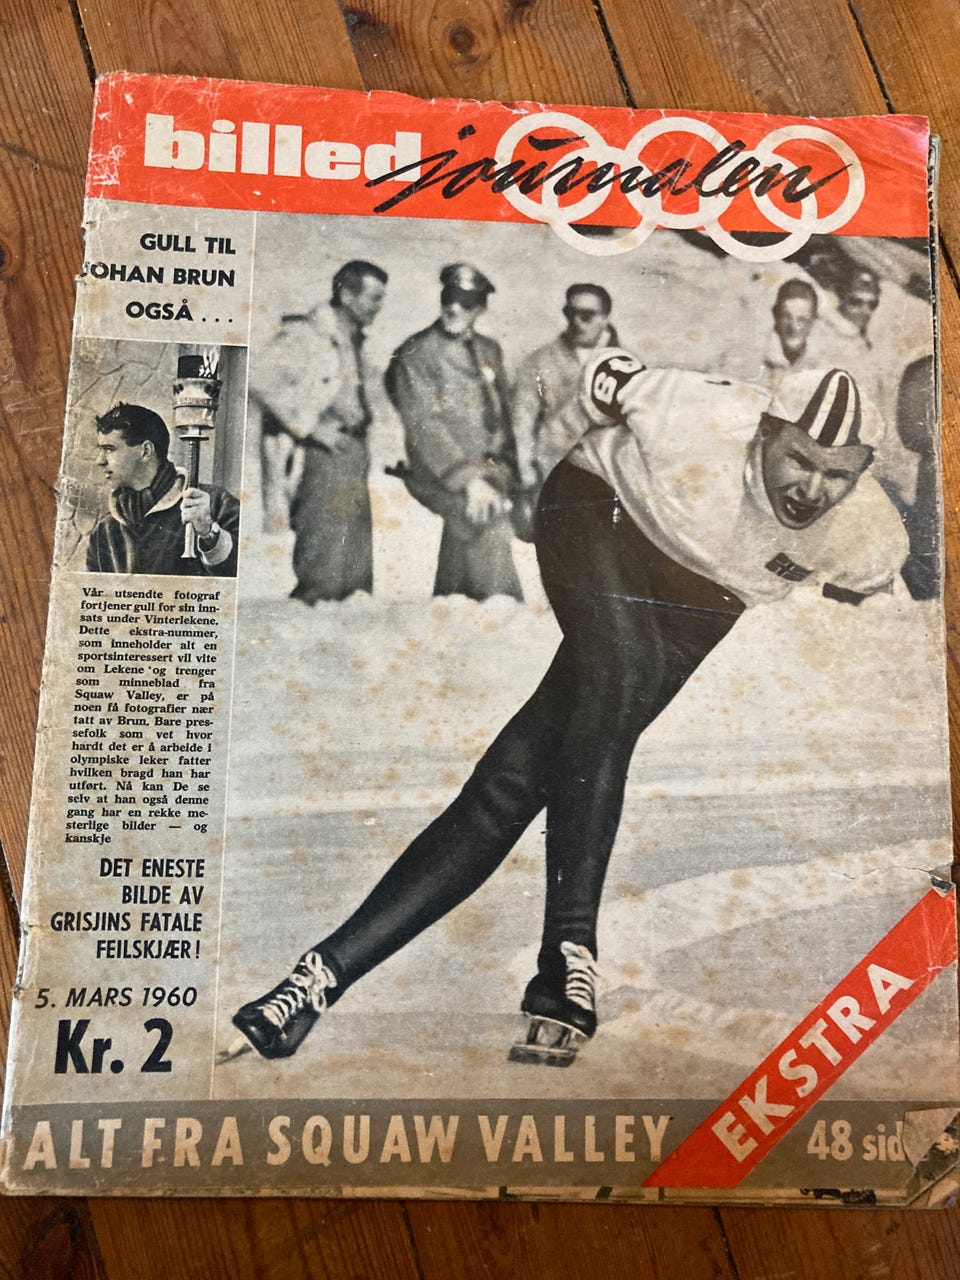 billed journalen
GULL TIL
JOHAN BRUN
OGSÅ . . .
Vår utsendte fotograf
fortjener gull for sin inn-
sats under Vinterlekene.
Dette ekstra-nummer,
som inneholder alt en
sportsinteressert vil vite
om Lekene og trenger
som minneblad fra
Squaw Valley, er på
noen få fotografier nær
tatt av Brun. Bare pres-
sefolk som vet hvor
hardt det er å arbeide i
olympiske leker fatter
hvilken bragd han har
utført. Nå kan De se
selv at han også denne
gang har en rekke me-
sterlige bilder — og
kanskje
DET ENESTE
BILDE AV
GRISJINS FATALE
FEILSKJÆR!
5. MARS 1960
Kr. 2
ALT FRA SQUAW VALLEY
EKSTRA
48 sid